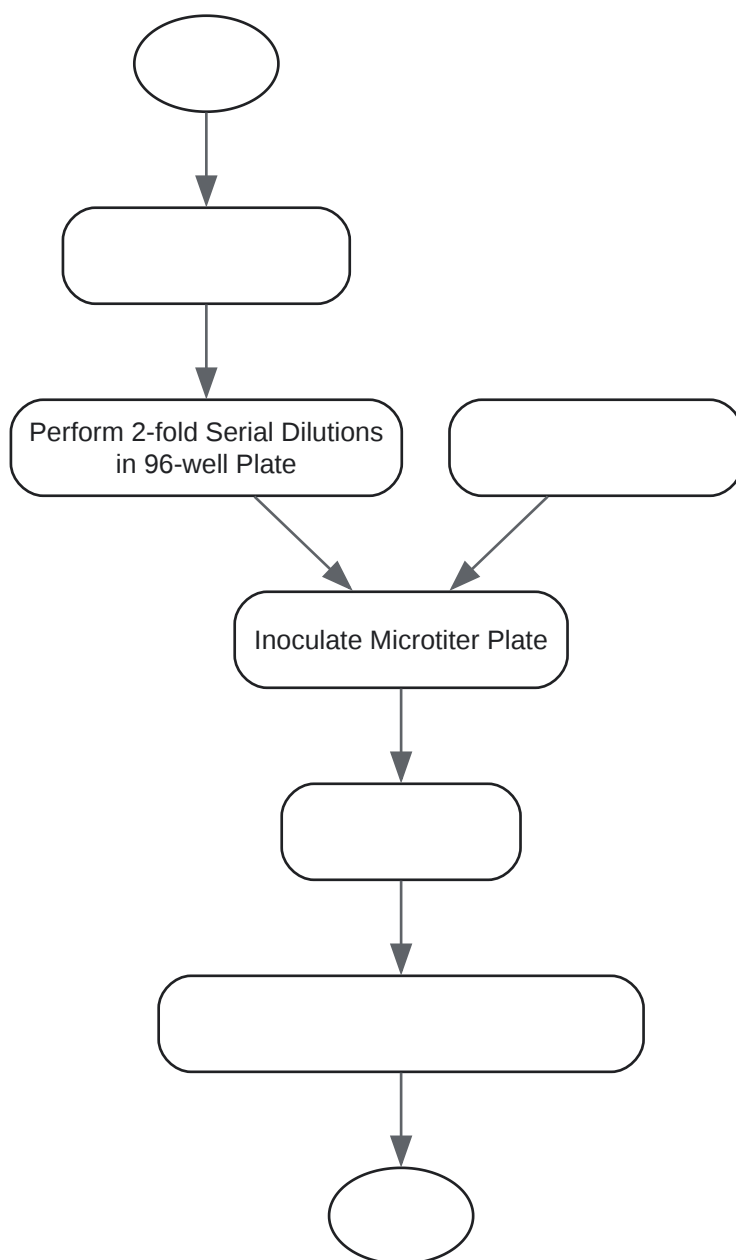 Perform 2-fold Serial Dilutions
in 96-well Plate
Inoculate Microtiter Plate